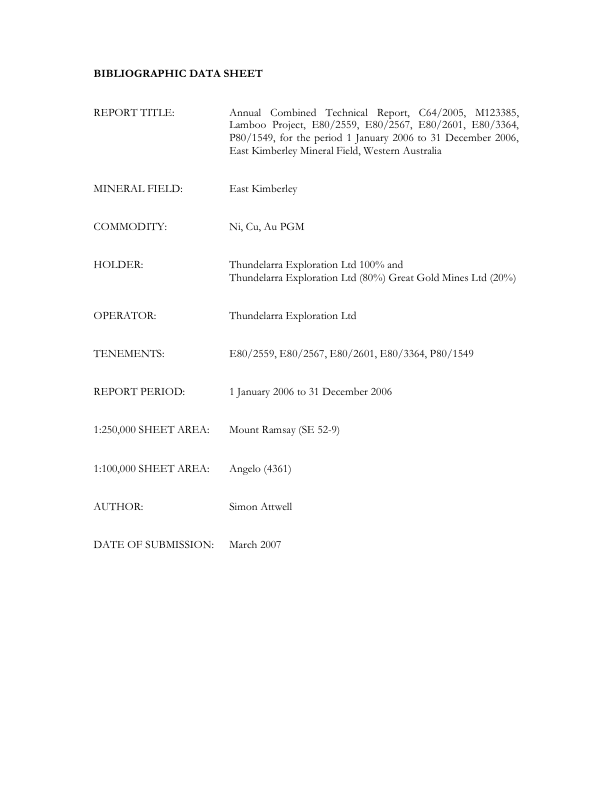 BIBLIOGRAPHIC DATA SHEET
REPORT TITLE: Annual Combined Technical Report, C64/2005, M123385,
Lamboo Project, E80/2559, E80/2567, E80/2601, E80/3364,
P80/1549, for the period 1 January 2006 to 31 December 2006,
East Kimberley Mineral Field, Western Australia
MINERAL FIELD: East Kimberley
COMMODITY: Ni, Cu, Au PGM
HOLDER: Thundelarra Exploration Ltd 100% and
Thundelarra Exploration Ltd (80%) Great Gold Mines Ltd (20%)
OPERATOR: Thundelarra Exploration Ltd
TENEMENTS: E80/2559, E80/2567, E80/2601, E80/3364, P80/1549
REPORT PERIOD: 1 January 2006 to 31 December 2006
1:250,000 SHEET AREA: Mount Ramsay (SE 52-9)
1:100,000 SHEET AREA: Angelo (4361)
AUTHOR: Simon Attwell
DATE OF SUBMISSION: March 2007